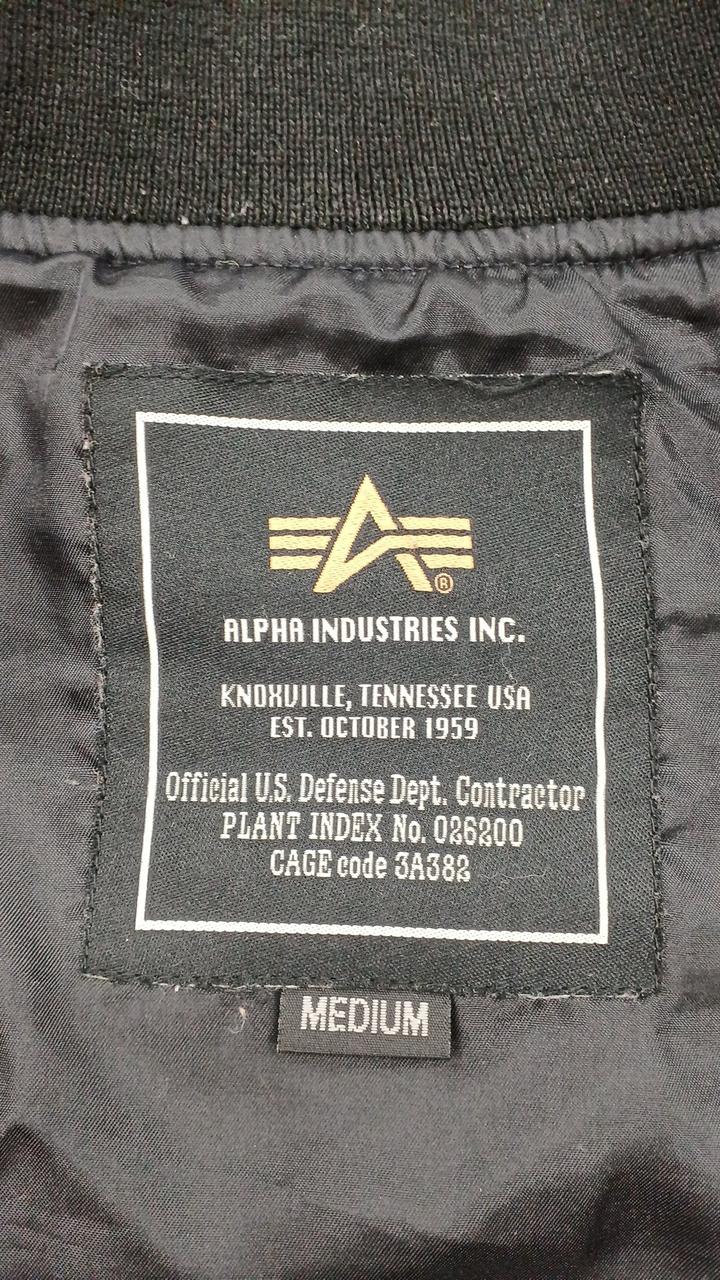 ®
ALPHA INDUSTRIES INC.
KNOXVILLE, TENNESSEE USA
EST. OCTOBER 1959
Official U.S. Defense Dept. Contractor
PLANT INDEX No. 026200
CAGE code 3A382
MEDIUM